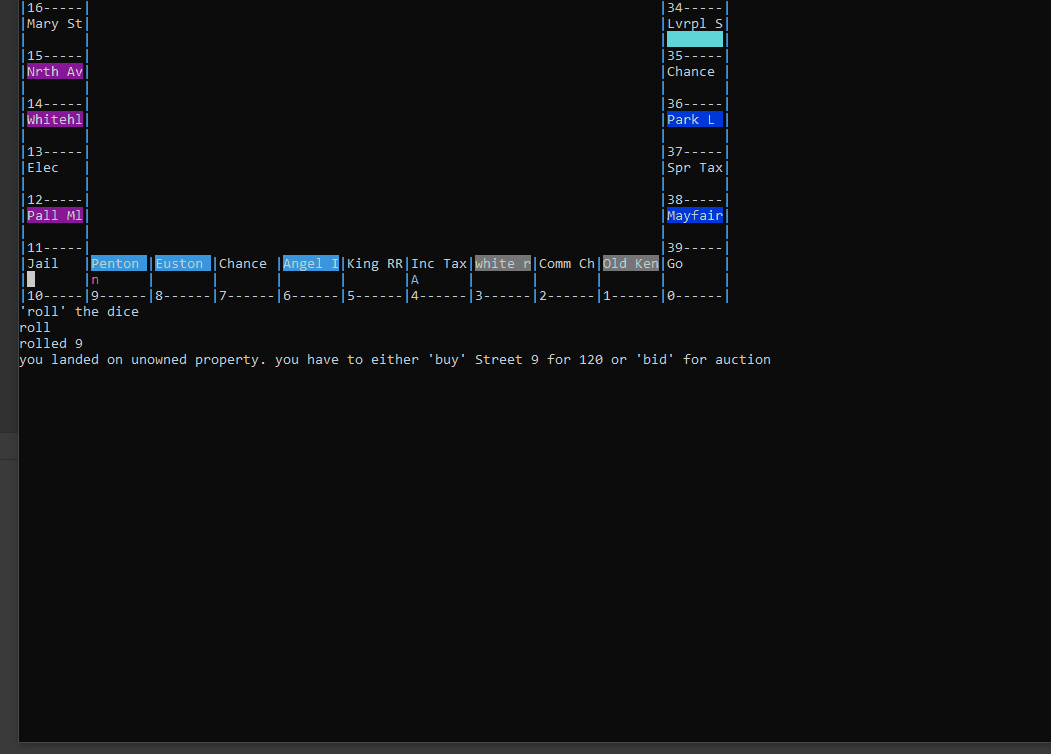 |16-----| |34-----|
|Mary St| |Lvrpl S|
| | | |
|15-----| |35-----|
|Nrth Av| |Chance |
| | | |
|14-----| |36-----|
|Whitehl| |Park L |
| | | |
|13-----| |37-----|
|Elec | |Spr Tax|
| | | |
|12-----| |38-----|
|Pall Ml| |Mayfair|
| | | |
|11-----| |39-----|
|Jail |Penton |Euston |Chance |Angel I|King RR|Inc Tax|white r|Comm Ch|Old Ken|Go |
| |n | | | | |A | | | | |
|10-----|9------|8------|7------|6------|5------|4------|3------|2------|1------|0------|
'roll' the dice
roll
rolled 9
you landed on unowned property. you have to either 'buy' Street 9 for 120 or 'bid' for auction